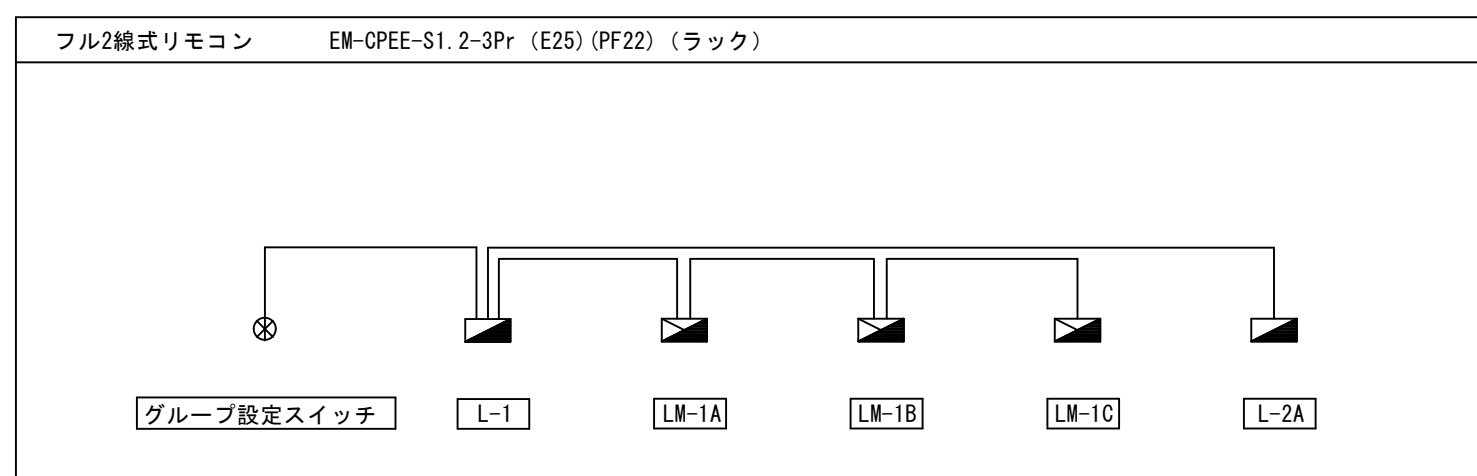 フル2線式リモコン EM-CPEE-S1.2-3Pr (E25)(PF22)(ラック)
グループ設定スイッチ L-1 LM-1A LM-1B LM-1C L-2A